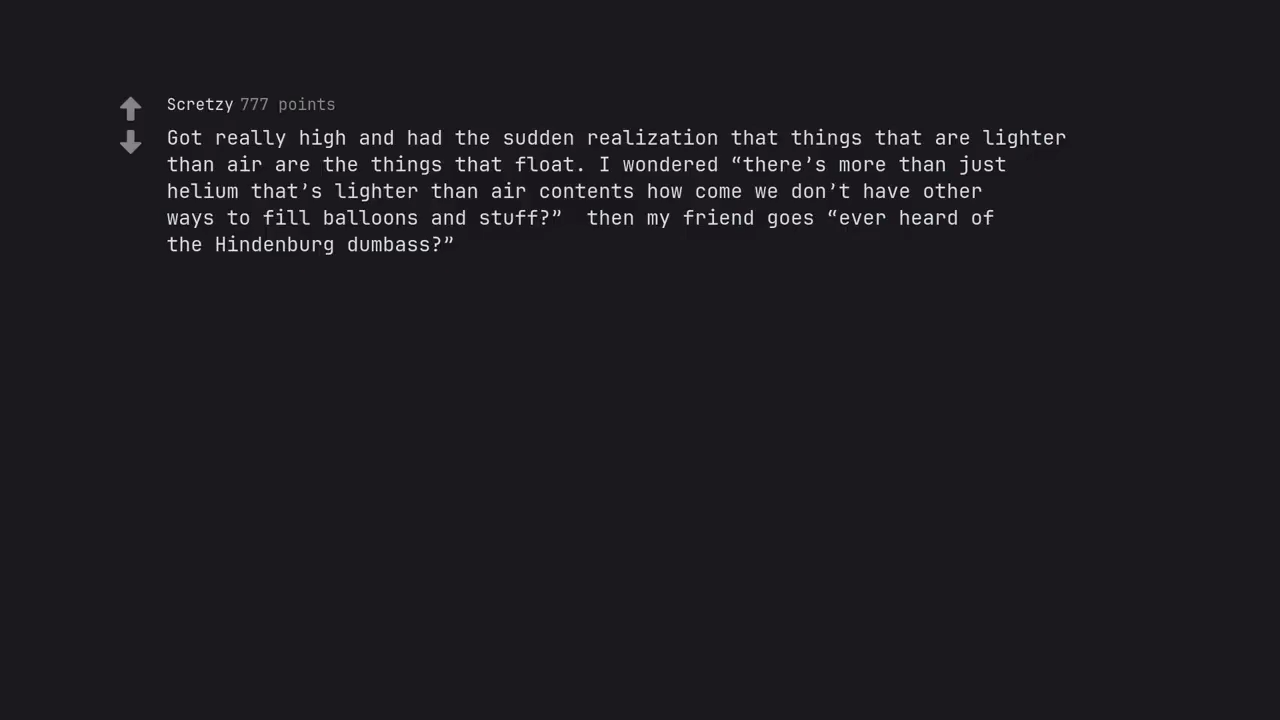 Scretzy 777 points
Got really high and had the sudden realization that things that are lighter
than air are the things that float. I wondered “there’s more than just
helium that’s lighter than air contents how come we don’t have other
ways to fill balloons and stuff?”  then my friend goes “ever heard of
the Hindenburg dumbass?”